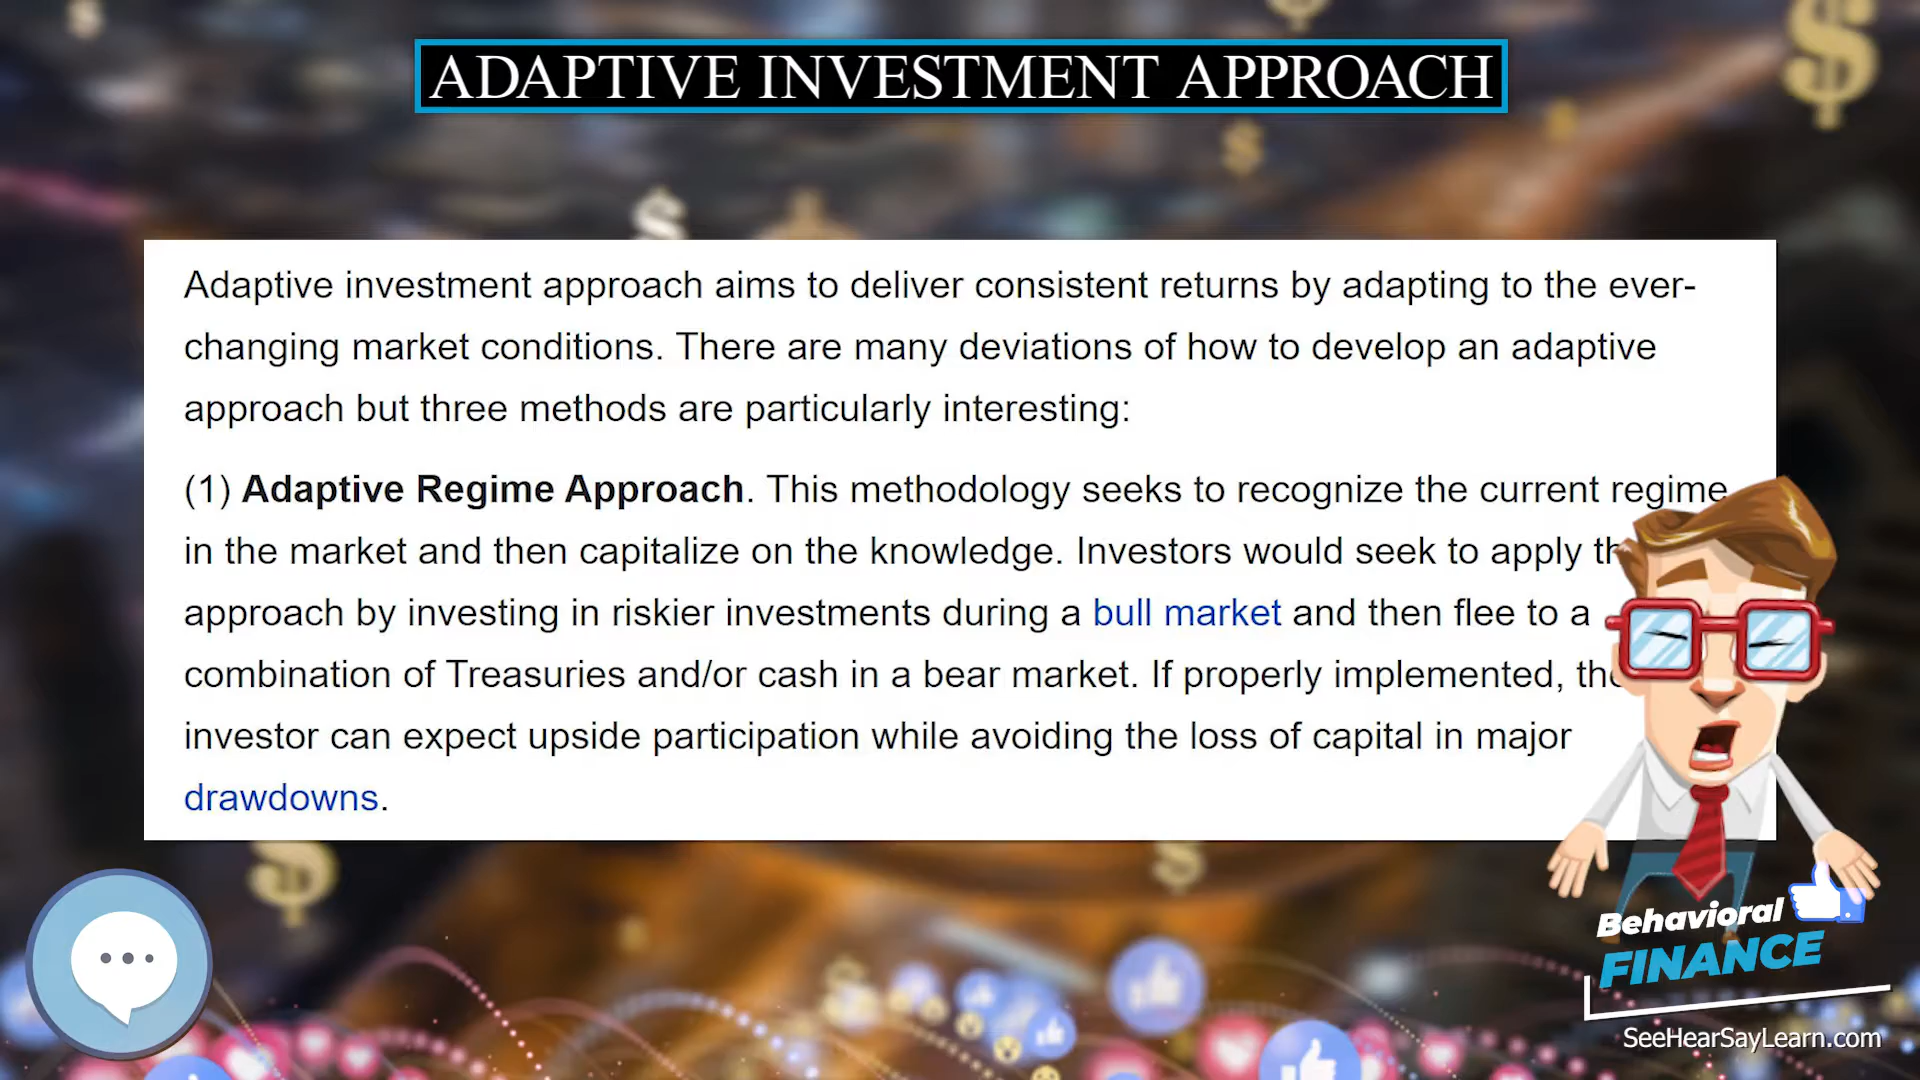 ADAPTIVE INVESTMENT APPROACH
Adaptive investment approach aims to deliver consistent returns by adapting to the ever-
changing market conditions. There are many deviations of how to develop an adaptive
approach but three methods are particularly interesting:
(1) Adaptive Regime Approach. This methodology seeks to recognize the current regime
in the market and then capitalize on the knowledge. Investors would seek to apply
approach by investing in riskier investments during a bull market and then flee to a
combination of Treasuries and/or cash in a bear market. If properly implemented, the
investor can expect upside participation while avoiding the loss of capital in major
drawdowns.
Behavioral
FINANCE
SeeHearSayLearn.com